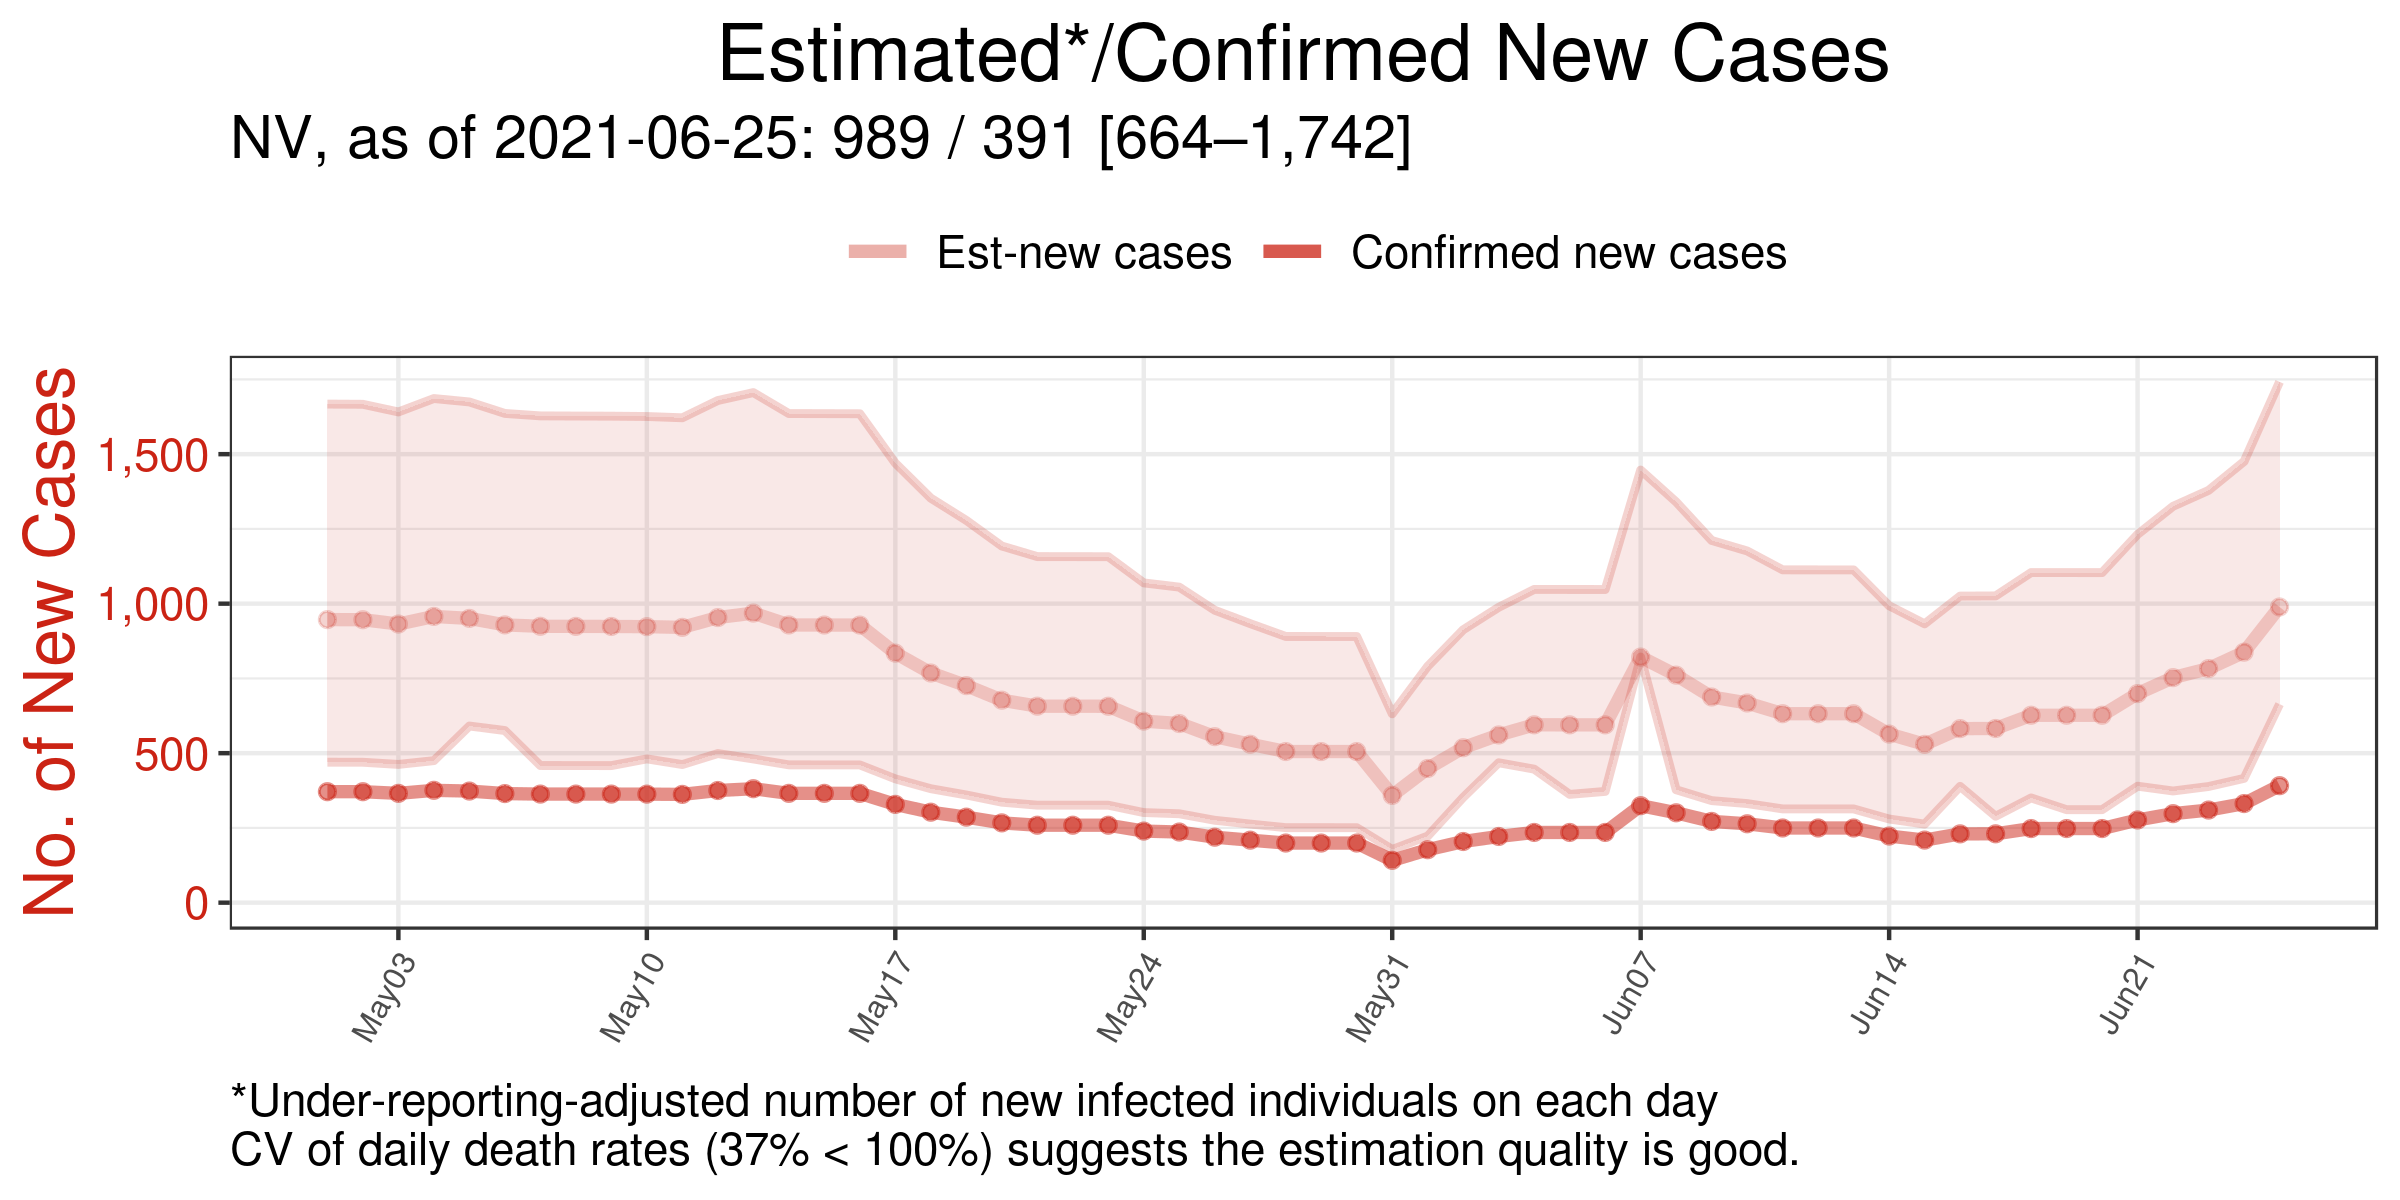 Estimated*/Confirmed New Cases
NV, as of 2021-06-25: 989 / 391 [664–1,742]
Est-new cases Confirmed new cases
No. of New Cases
1,500
1,000
500
0
May03 May10 May17 May24 May31 Jun07 Jun14 Jun21
*Under-reporting-adjusted number of new infected individuals on each day
CV of daily death rates (37% < 100%) suggests the estimation quality is good.